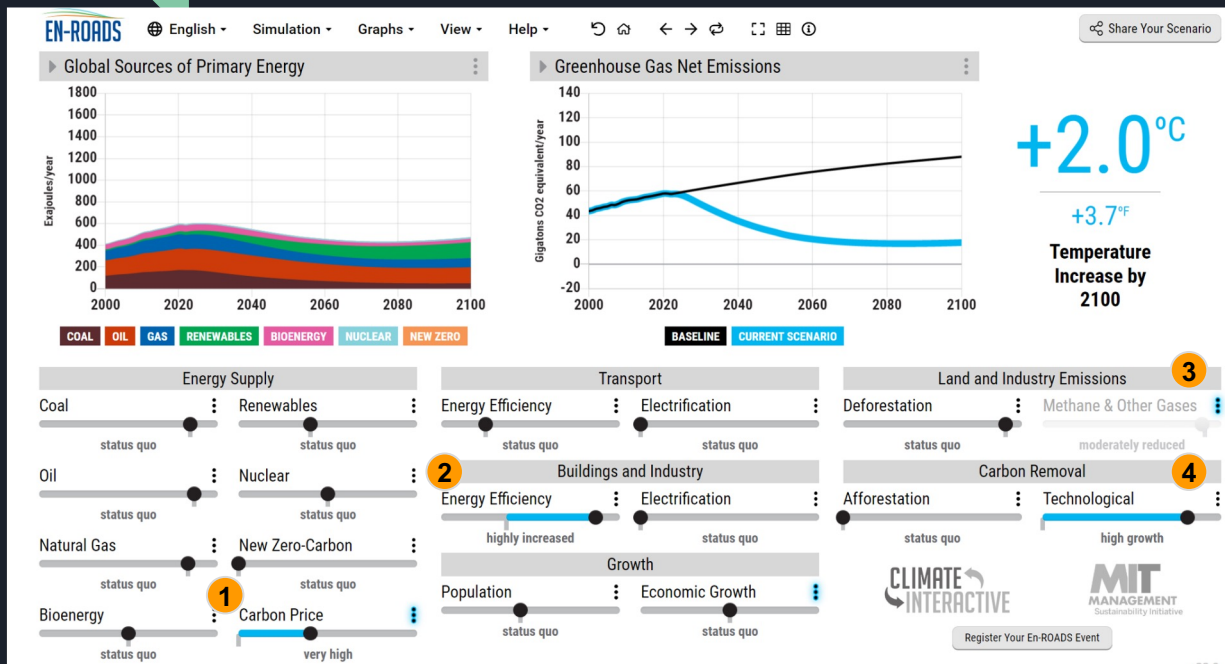 EN-ROADS English Simulation Graphs View Help Share Your Scenario
Global Sources of Primary Energy
1800
1600
1400
1200
1000
800
600
400
200
0
Exajoules/year
2000 2020 2040 2060 2080 2100
COAL OIL GAS RENEWABLES BIOENERGY NUCLEAR NEW ZERO
Greenhouse Gas Net Emissions
140
120
100
80
60
40
20
0
-20
Gigatons CO2 equivalent/year
2000 2020 2040 2060 2080 2100
BASELINE CURRENT SCENARIO
+2.0°C
+3.7°F
Temperature
Increase by
2100
Energy Supply
Coal
status quo
Renewables
status quo
Oil
status quo
Nuclear
status quo
Natural Gas
status quo
New Zero-Carbon
status quo
Bioenergy
status quo
1
Carbon Price
very high
Transport
Energy Efficiency
status quo
Electrification
status quo
2
Buildings and Industry
Energy Efficiency
highly increased
Electrification
status quo
Growth
Population
status quo
Economic Growth
status quo
Land and Industry Emissions
3
Deforestation
status quo
Methane & Other Gases
moderately reduced
Carbon Removal
4
Afforestation
status quo
Technological
high growth
CLIMATE
INTERACTIVE
MIT
MANAGEMENT
Sustainability Initiative
Register Your En-ROADS Event